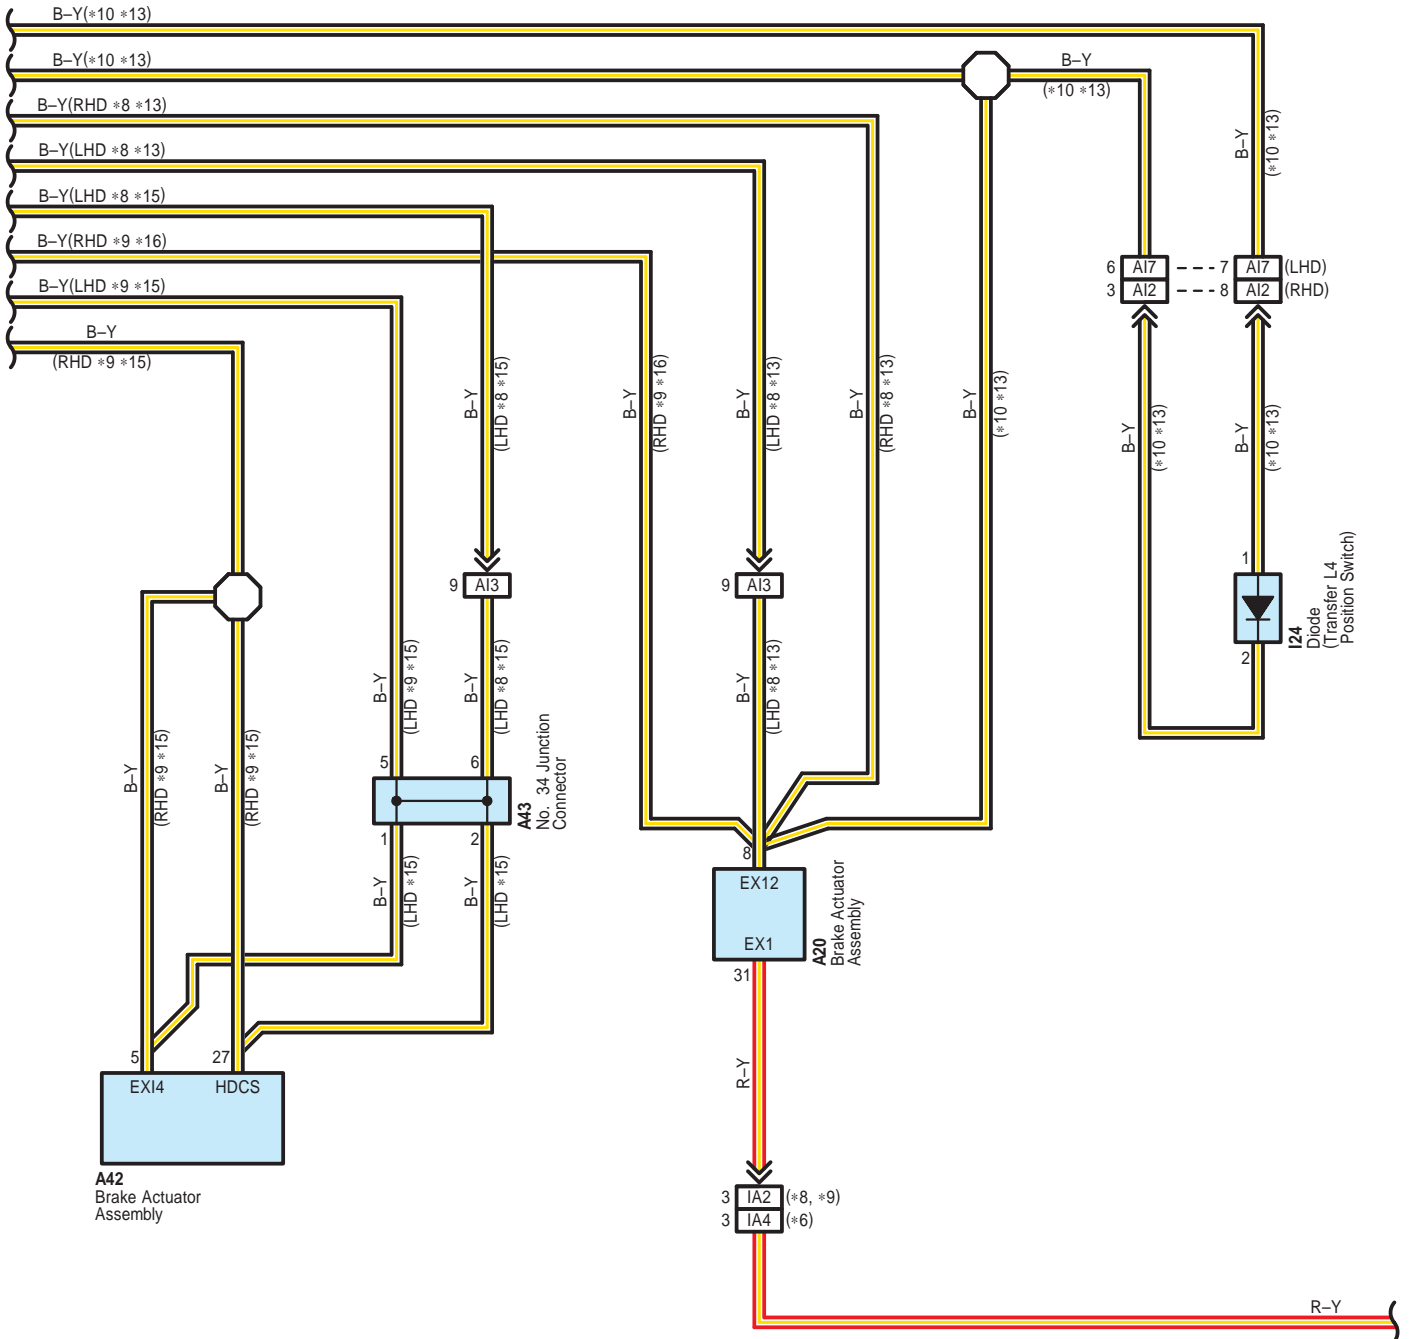 B–Y(*10 *13)
B–Y(*10 *13)
B–Y
(*10 *13)
B–Y(RHD *8 *13)
B–Y(LHD *8 *13)
B–Y(LHD *8 *15)
B–Y(RHD *9 *16)
B–Y(LHD *9 *15)
B–Y
(RHD *9 *15)
B–Y
(*10 *13)
6 AI7 7 AI7 (LHD)
3 AI2 8 AI2 (RHD)
B–Y
(LHD *8 *15)
B–Y
(RHD *9 *16)
B–Y
(LHD *8 *13)
B–Y
(RHD *8 *13)
B–Y
(*10 *13)
B–Y
(*10 *13)
B–Y
(*10 *13)
9 AI3
9 AI3
1
2
I24
Diode
(Transfer L4
Position Switch)
B–Y
(LHD *9 *15)
B–Y
(LHD *8 *15)
B–Y
(LHD *8 *13)
B–Y
(RHD *9 *15)
B–Y
(RHD *9 *15)
5
6
1
2
A43
No. 34 Junction
Connector
B–Y
(LHD *15)
B–Y
(LHD *15)
8
EX12
EX1
31
A20
Brake Actuator
Assembly
5
27
EXI4
HDCS
A42
Brake Actuator
Assembly
R–Y
3 IA2 (*8, *9)
3 IA4 (*6)
R–Y